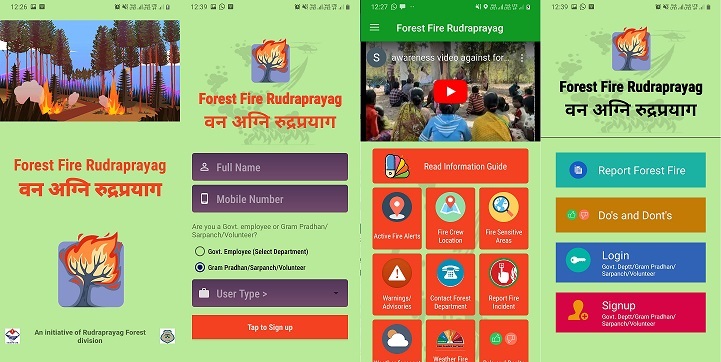 12:26
Forest Fire Rudraprayag
वन अग्नि रुद्रप्रयाग
An initiative of Rudraprayag Forest
division
12:39
Forest Fire Rudraprayag
वन अग्नि रुद्रप्रयाग
Full Name
Mobile Number
Are you a Govt. employee or Gram Pradhan/
Sarpanch/Volunteer?
Govt. Employee (Select Department)
Gram Pradhan/Sarpanch/Volunteer
User Type >
Tap to Sign up
12:27
Forest Fire Rudraprayag
S awareness video against for...
Read Information Guide
Active Fire Alerts
Fire Crew
Location
Fire Sensitive
Areas
Warnings/
Advisories
Contact Forest
Department
Report Fire
Incident
Weather Fire
12:39
Forest Fire Rudraprayag
वन अग्नि रुद्रप्रयाग
Report Forest Fire
Do's and Dont's
Login
Govt. Deptt/Gram Pradhan/
Sarpanch/Volunteer
Signup
Govt. Deptt/Gram Pradhan/
Sarpanch/Volunteer